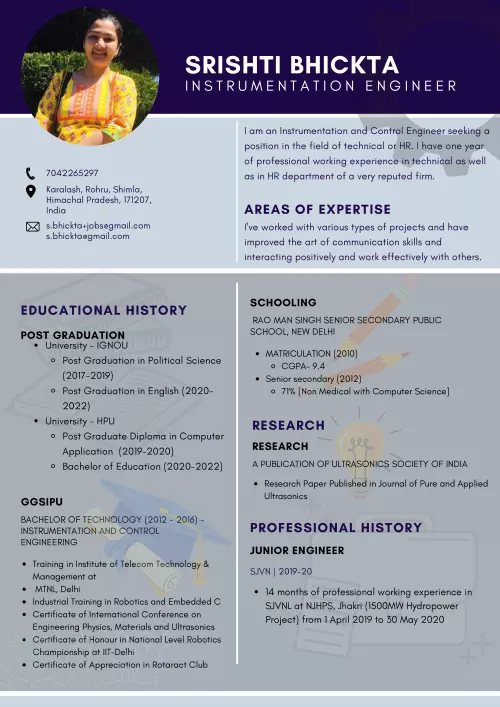 SRISHTI BHICKTA
INSTRUMENTATION ENGINEER
7042265297
Karalash, Rohru, Shimla,
Himachal Pradesh, 171207,
India
s.bhickta+jobs@gmail.com
s.bhickta@gmail.com
I am an Instrumentation and Control Engineer seeking a
position in the field of technical or HR. I have one year
of professional working experience in technical as well
as in HR department of a very reputed firm.
AREAS OF EXPERTISE
I've worked with various types of projects and have
improved the art of communication skills and
interacting positively and work effectively with others.
EDUCATIONAL HISTORY
POST GRADUATION
• University - IGNOU
Post Graduation in Political Science
(2017-2019)
Post Graduation in English (2020-
2022)
• University - HPU
Post Graduate Diploma in Computer
Application (2019-2020)
Bachelor of Education (2020-2022)
GGSIPU
BACHELOR OF TECHNOLOGY (2012 - 2016) -
INSTRUMENTATION AND CONTROL
ENGINEERING
• Training in Institute of Telecom Technology &
Management at
• MTNL, Delhi
• Industrial Training in Robotics and Embedded C
• Certificate of International Conference on
Engineering Physics, Materials and Ultrasonics
• Certificate of Honour in National Level Robotics
Championship at IIT-Delhi
• Certificate of Appreciation in Rotaract Club
SCHOOLING
RAO MAN SINGH SENIOR SECONDARY PUBLIC
SCHOOL, NEW DELHI
• MATRICULATION (2010)
CGPA- 9.4
• Senior secondary (2012)
71% [Non Medical with Computer Science]
RESEARCH
RESEARCH
A PUBLICATION OF ULTRASONICS SOCIETY OF INDIA
• Research Paper Published in Journal of Pure and Applied
Ultrasonics
PROFESSIONAL HISTORY
JUNIOR ENGINEER
SJVN | 2019-20
• 14 months of professional working experience in
SJVNL at NJHPS, Jhakri (1500MW Hydropower
Project) from 1 April 2019 to 30 May 2020